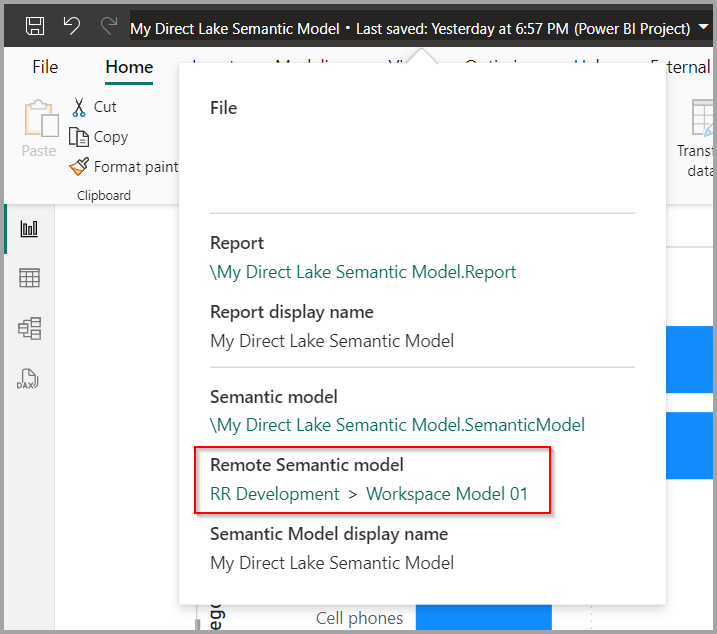 My Direct Lake Semantic Model • Last saved: Yesterday at 6:57 PM (Power BI Project)
File
Home
External
Paste
Cut
Copy
Format paint
Clipboard
Transf
data
File
Report
\My Direct Lake Semantic Model.Report
Report display name
My Direct Lake Semantic Model
Semantic model
\My Direct Lake Semantic Model.SemanticModel
Remote Semantic model
RR Development > Workspace Model 01
Semantic Model display name
My Direct Lake Semantic Model
DAX
Cell phones